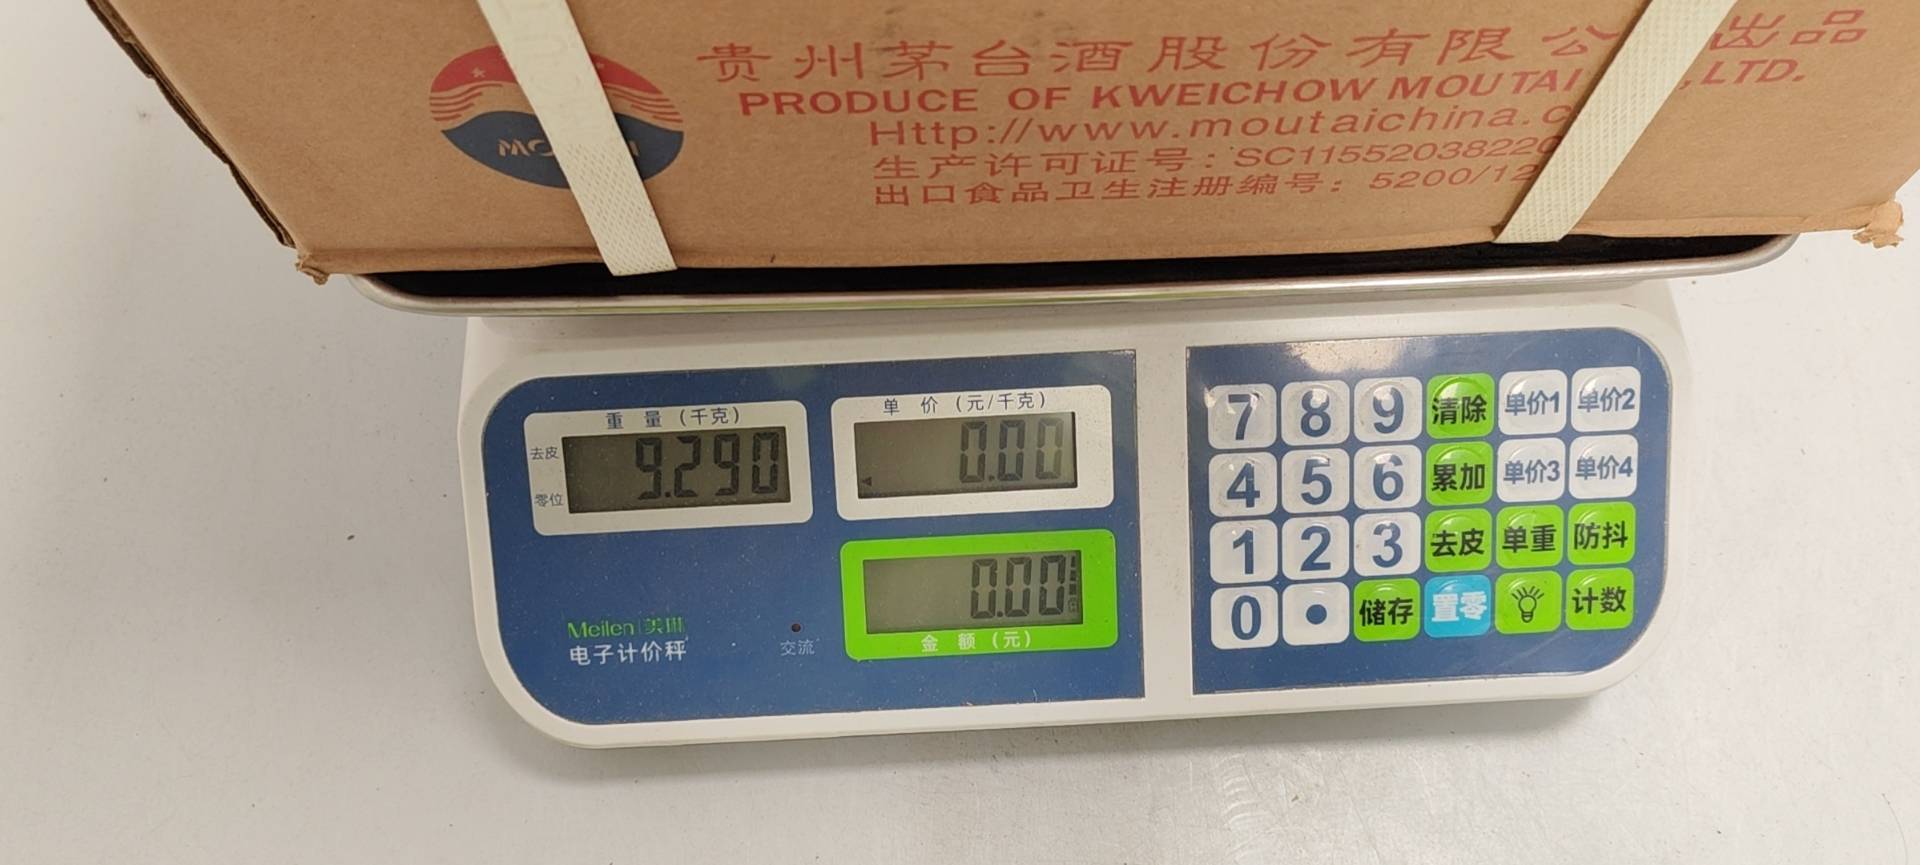 贵州茅台酒股份有限公 出品
PRODUCE OF KWEICHOW MOUTAI , LTD.
Http://www.moutaichina.c
生产许可证号：SC1155203822
出口食品卫生注册编号：5200/12
重量（千克）
去皮
零位
9.290
单价（元/千克）
0.00
0.00
金额（元）
Meilen|美琳
电子计价秤
交流
7 8 9 清除 单价1 单价2
4 5 6 累加 单价3 单价4
1 2 3 去皮 单重 防抖
0 • 储存 置零 计数